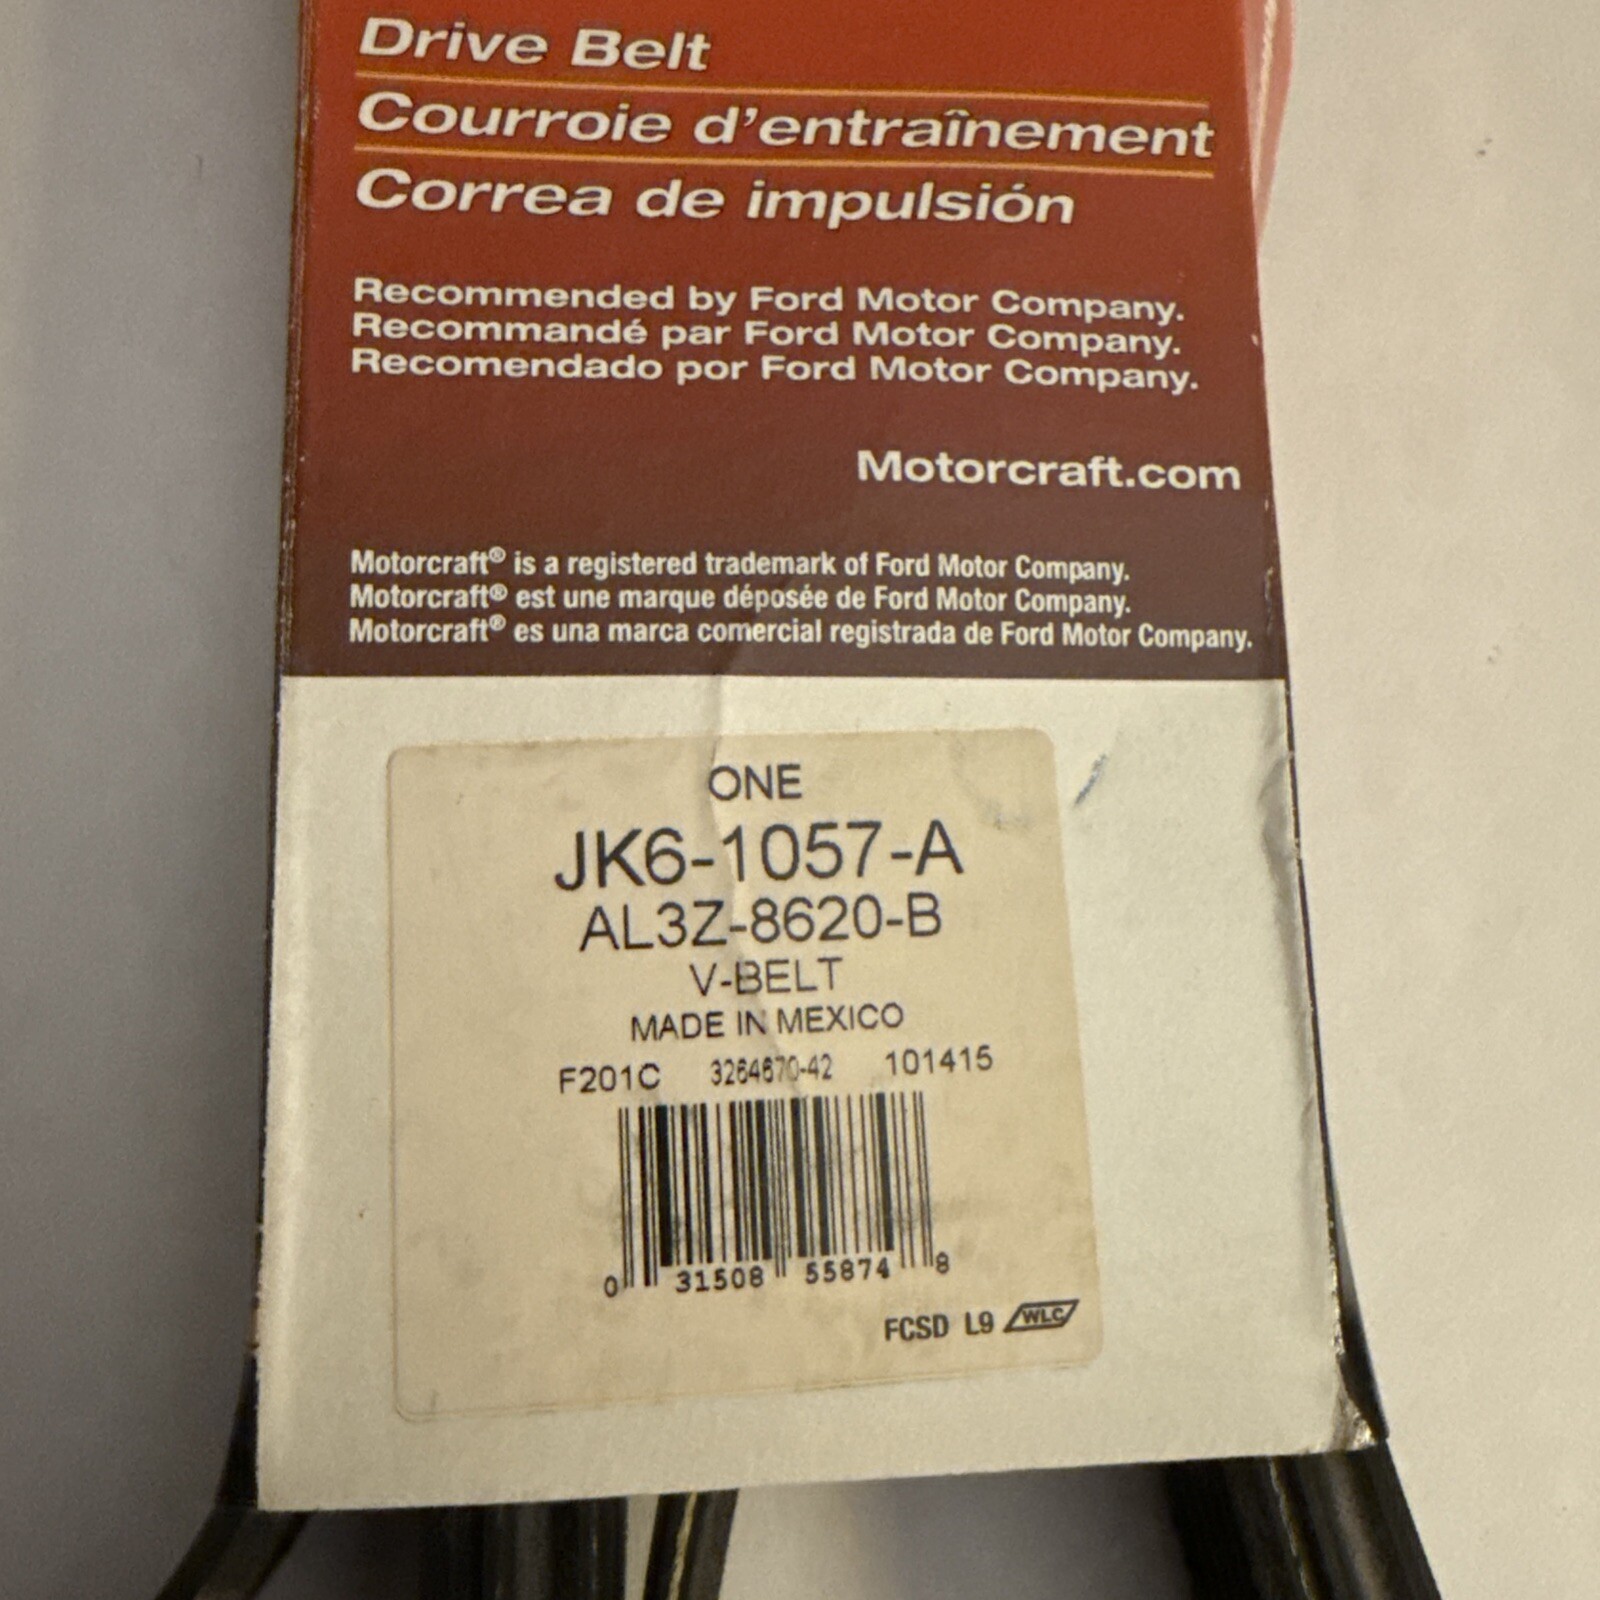 Drive Belt
Courroie d'entraînement
Correa de impulsión
Recommended by Ford Motor Company.
Recommandé par Ford Motor Company.
Recomendado por Ford Motor Company.
Motorcraft.com
Motorcraft® is a registered trademark of Ford Motor Company.
Motorcraft® est une marque déposée de Ford Motor Company.
Motorcraft® es una marca comercial registrada de Ford Motor Company.
ONE
JK6-1057-A
AL3Z-8620-B
V-BELT
MADE IN MEXICO
F201C 3264670-42 101415
0 31508 55874 8
FCSD L9 WLC